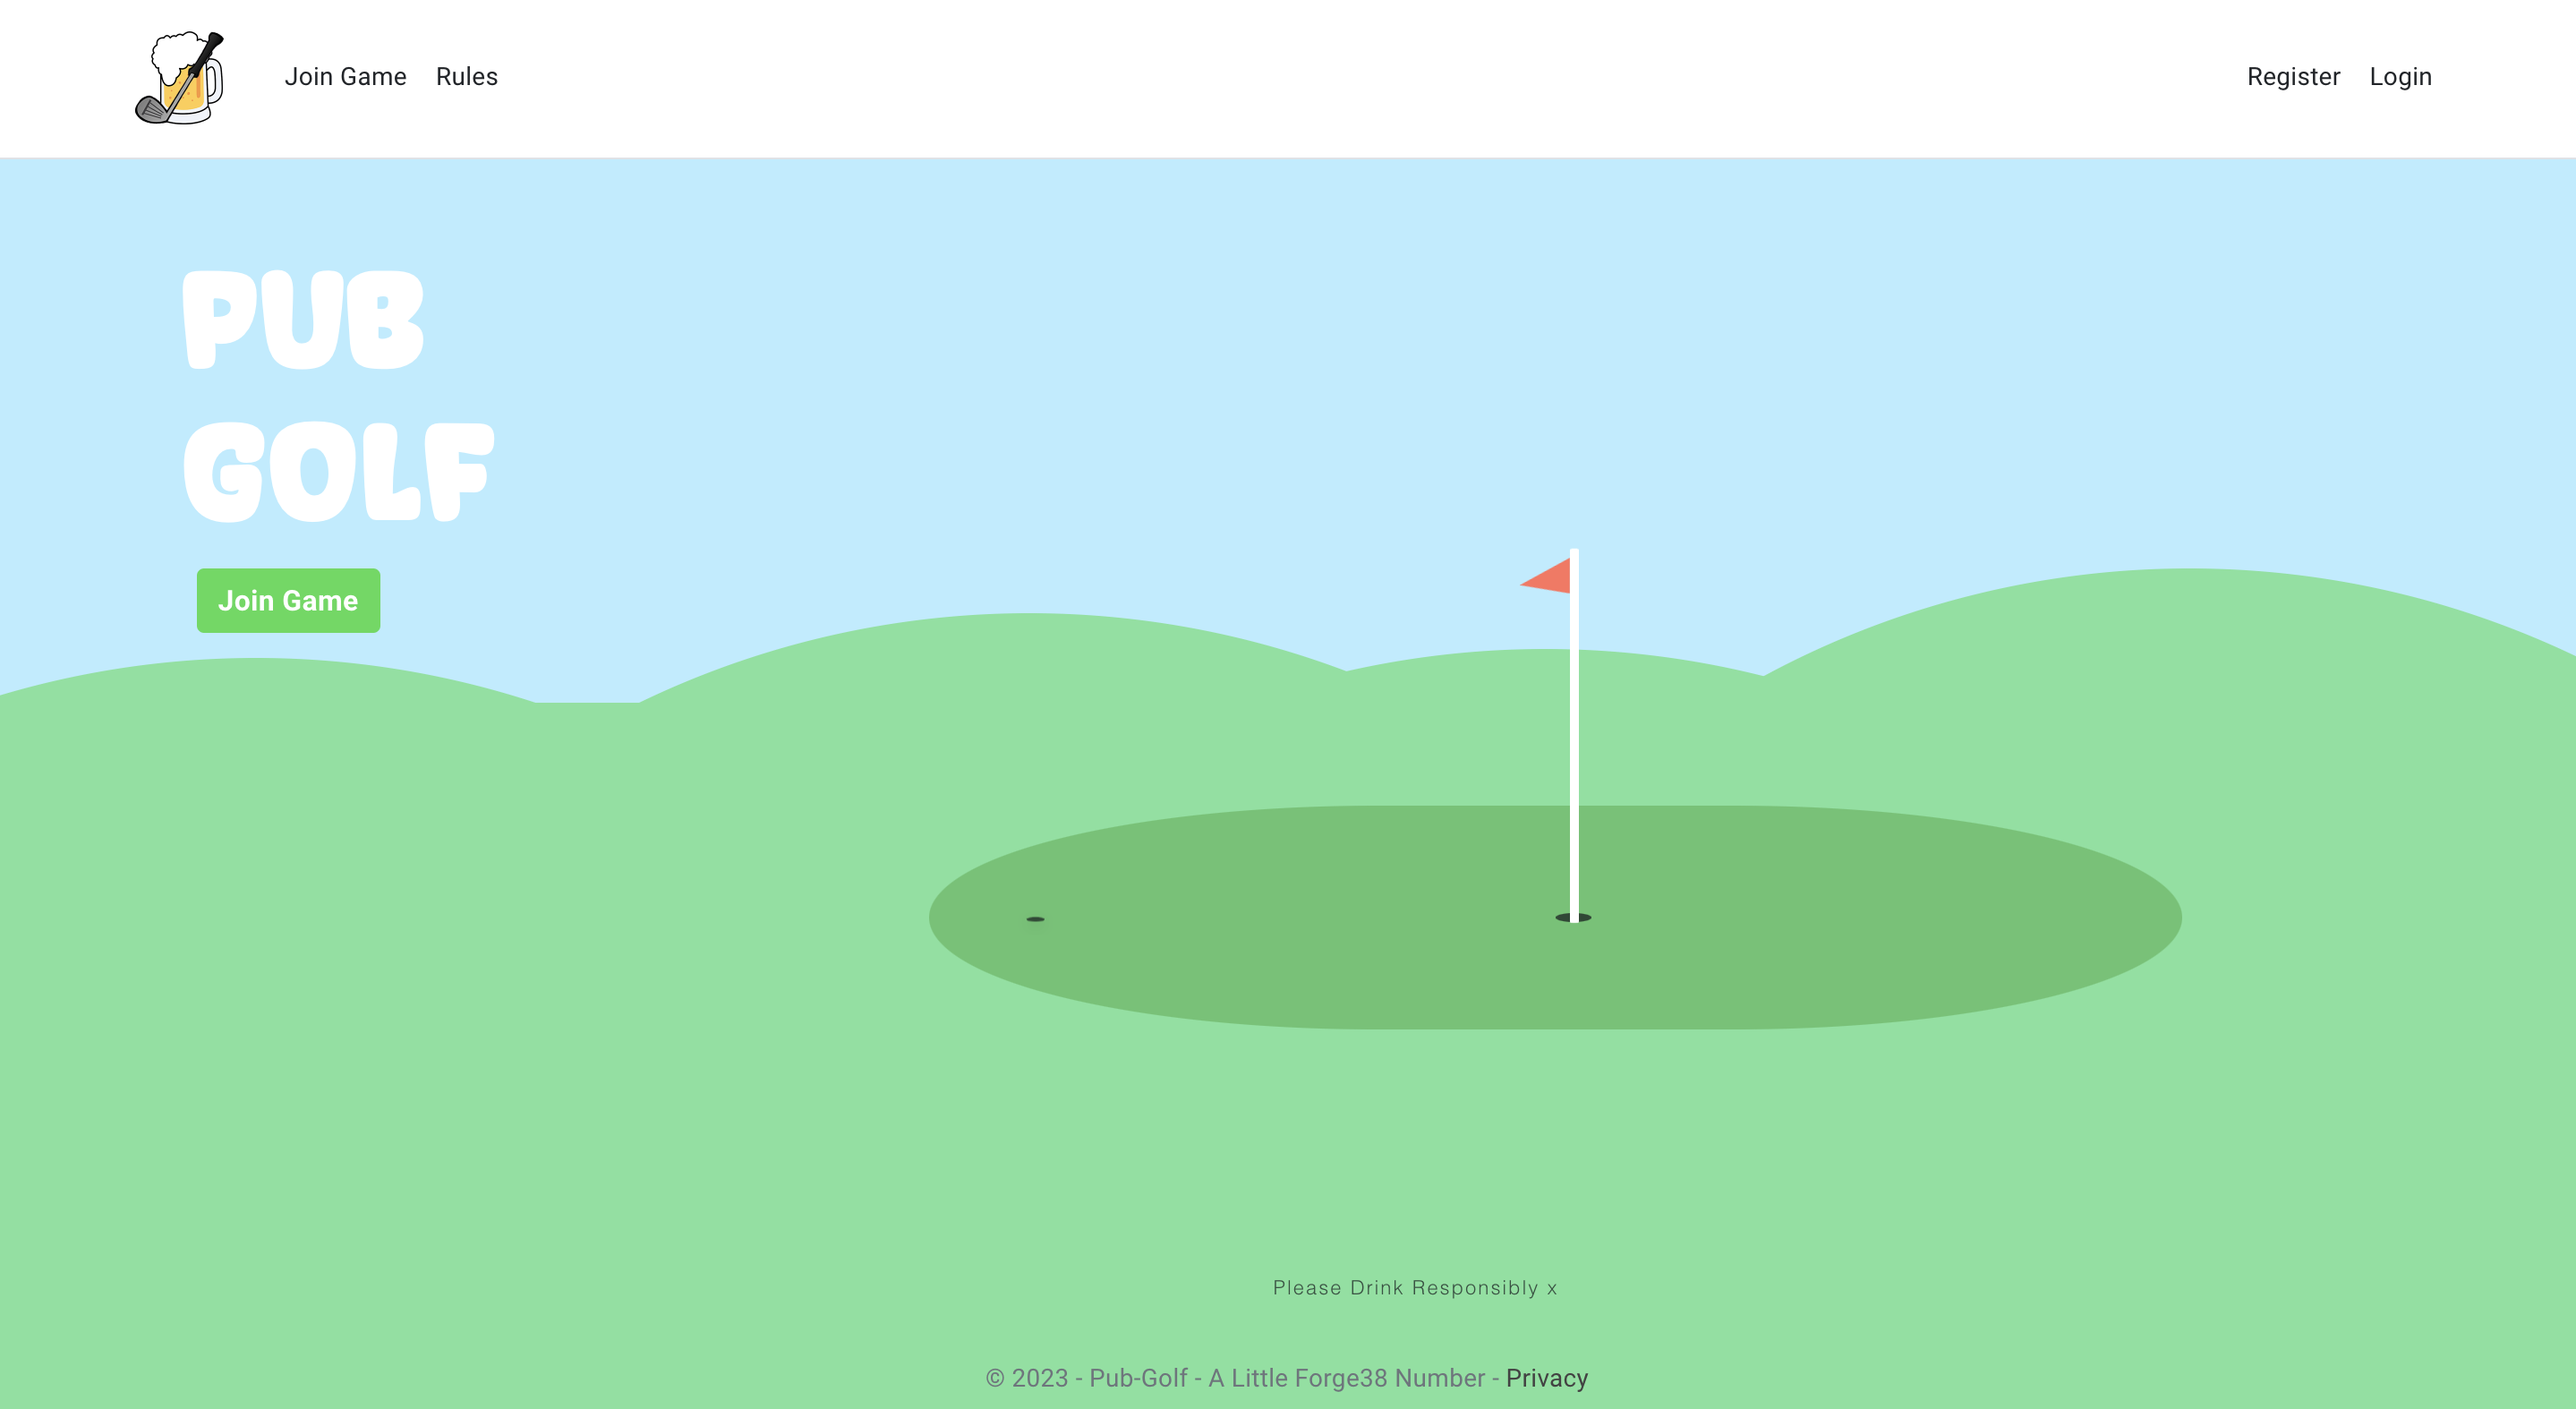 Join Game Rules Register Login
PUB
GOLF
Join Game
Please Drink Responsibly x
© 2023 - Pub-Golf - A Little Forge38 Number - Privacy